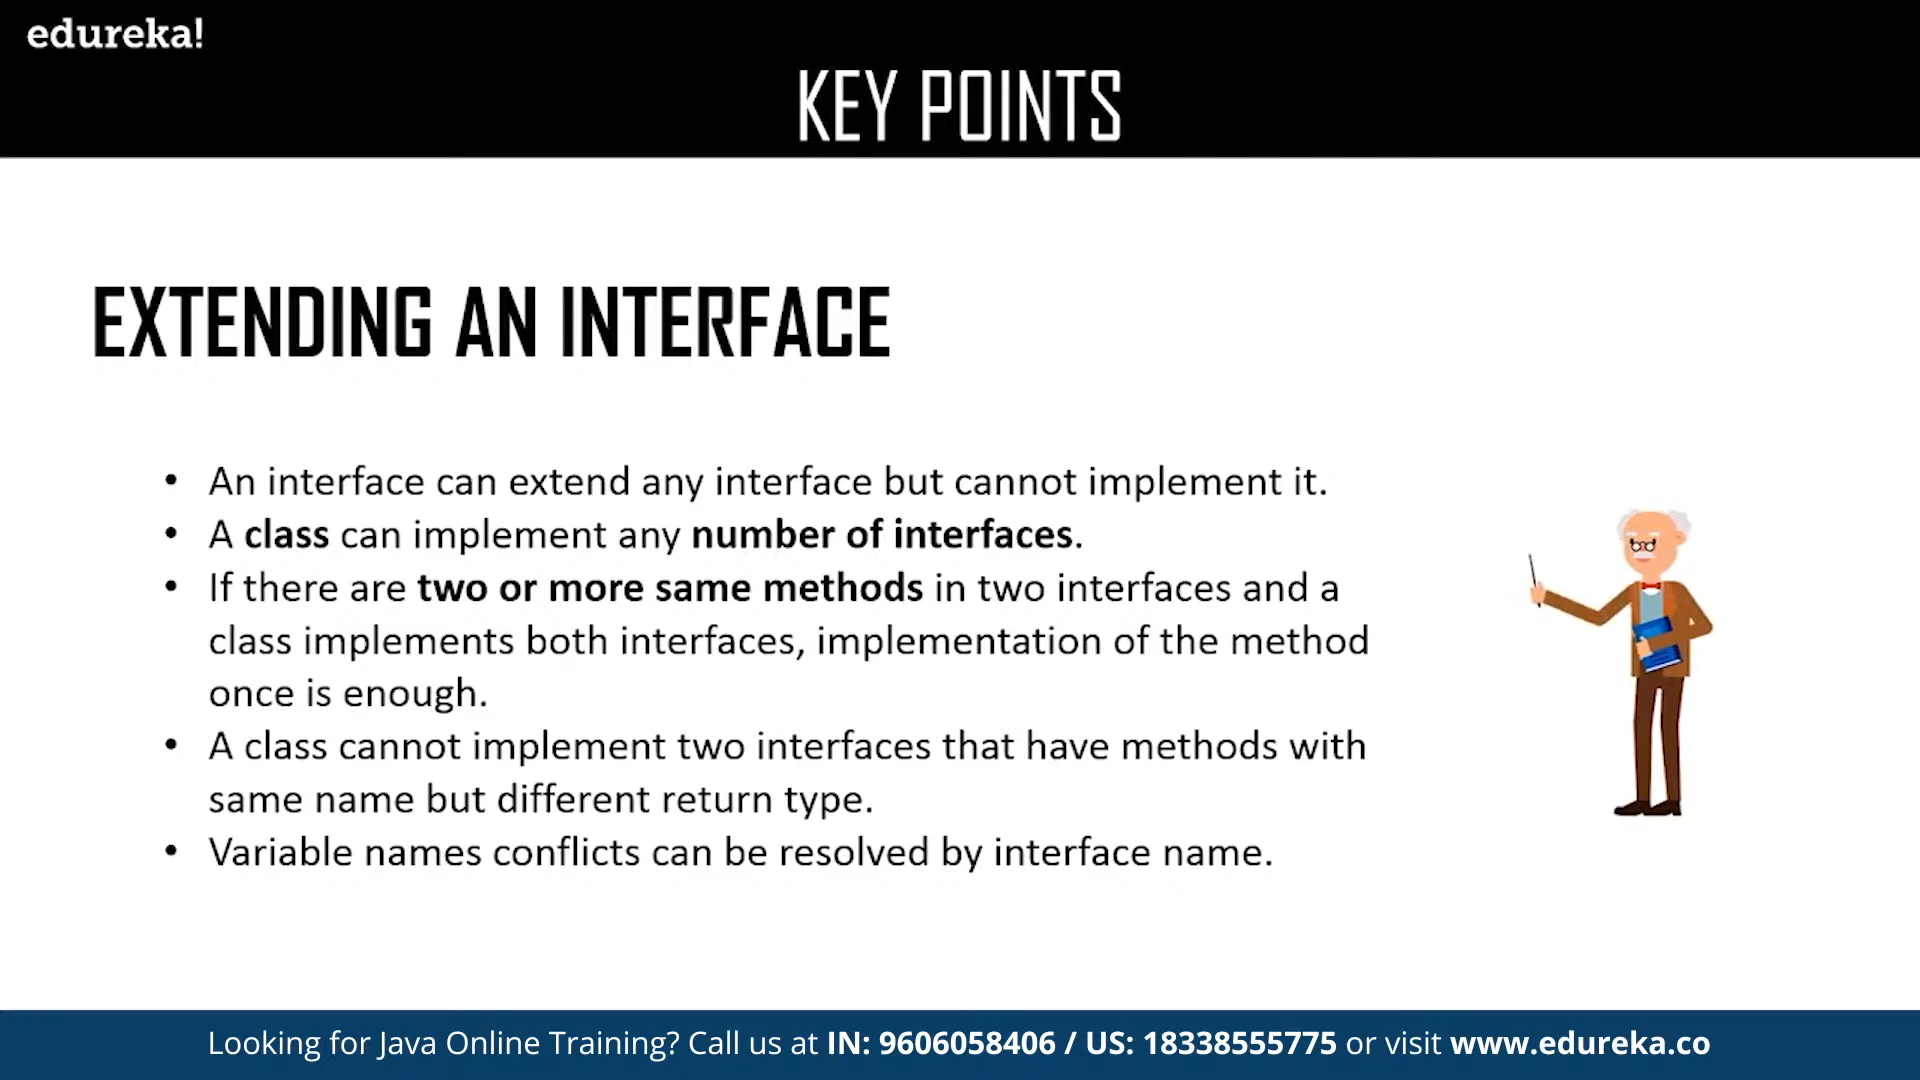 edureka!
KEY POINTS
EXTENDING AN INTERFACE
• An interface can extend any interface but cannot implement it.
• A class can implement any number of interfaces.
• If there are two or more same methods in two interfaces and a
class implements both interfaces, implementation of the method
once is enough.
• A class cannot implement two interfaces that have methods with
same name but different return type.
• Variable names conflicts can be resolved by interface name.
Looking for Java Online Training? Call us at IN: 9606058406 / US: 18338555775 or visit www.edureka.co